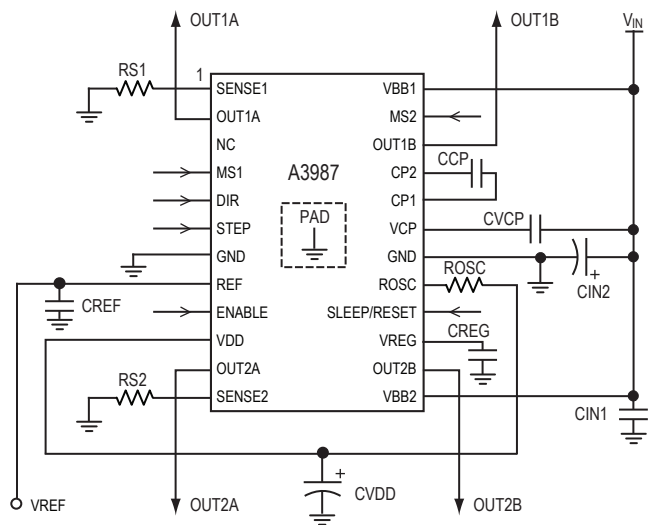 OUT1A OUT1B VIN
RS1 1
SENSE1 VBB1
OUT1A MS2
NC OUT1B
CCP
MS1 A3987 CP2
DIR CP1
PAD CVCP
STEP VCP
GND GND
ROSC
REF ROSC
CREF CIN2
+
ENABLE SLEEP/RESET
CREG
VDD VREG
OUT2A OUT2B
RS2
SENSE2 VBB2
CIN1
+
VREF OUT2A CVDD OUT2B